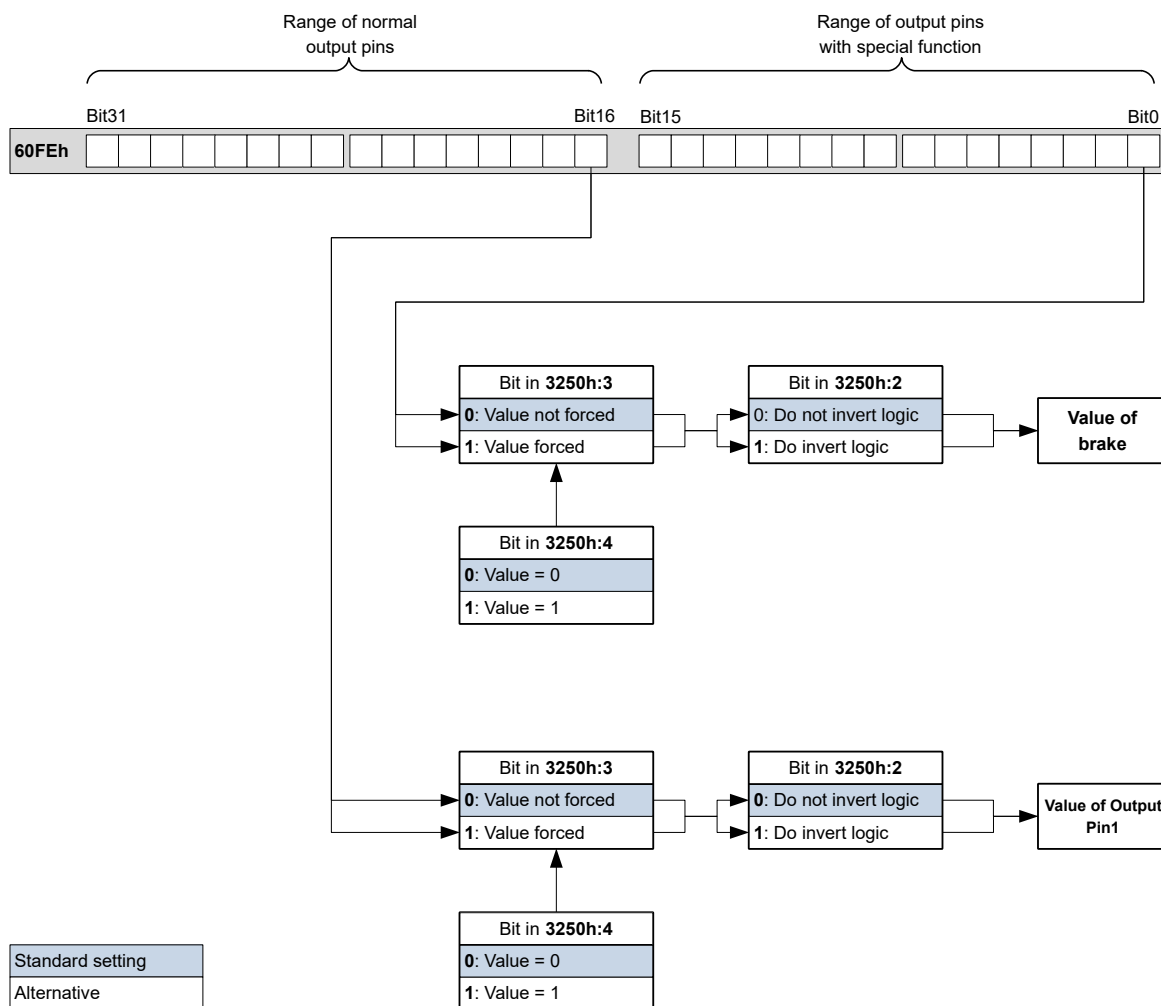 Range of normal
output pins
Range of output pins
with special function
Bit31
Bit16
Bit15
Bit0
60FEh
Bit in 3250h:3
0: Value not forced
1: Value forced
Bit in 3250h:2
0: Do not invert logic
1: Do invert logic
Value of
brake
Bit in 3250h:4
0: Value = 0
1: Value = 1
Bit in 3250h:3
0: Value not forced
1: Value forced
Bit in 3250h:2
0: Do not invert logic
1: Do invert logic
Value of Output
Pin1
Bit in 3250h:4
0: Value = 0
1: Value = 1
Standard setting
Alternative